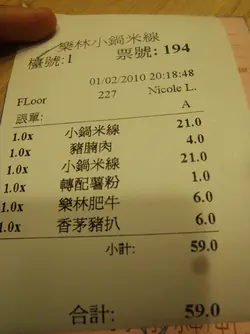 樂林小鍋米線
檯號:1 票號: 194
01/02/2010 20:18:48
FLoor 227 Nicole L.
A
1.0x 小鍋米線 21.0
1.0x 豬腩肉 4.0
1.0x 小鍋米線 21.0
1.0x 轉配薯粉 1.0
1.0x 樂林肥牛 6.0
1.0x 香茅豬扒 6.0
小計: 59.0
合計: 59.0